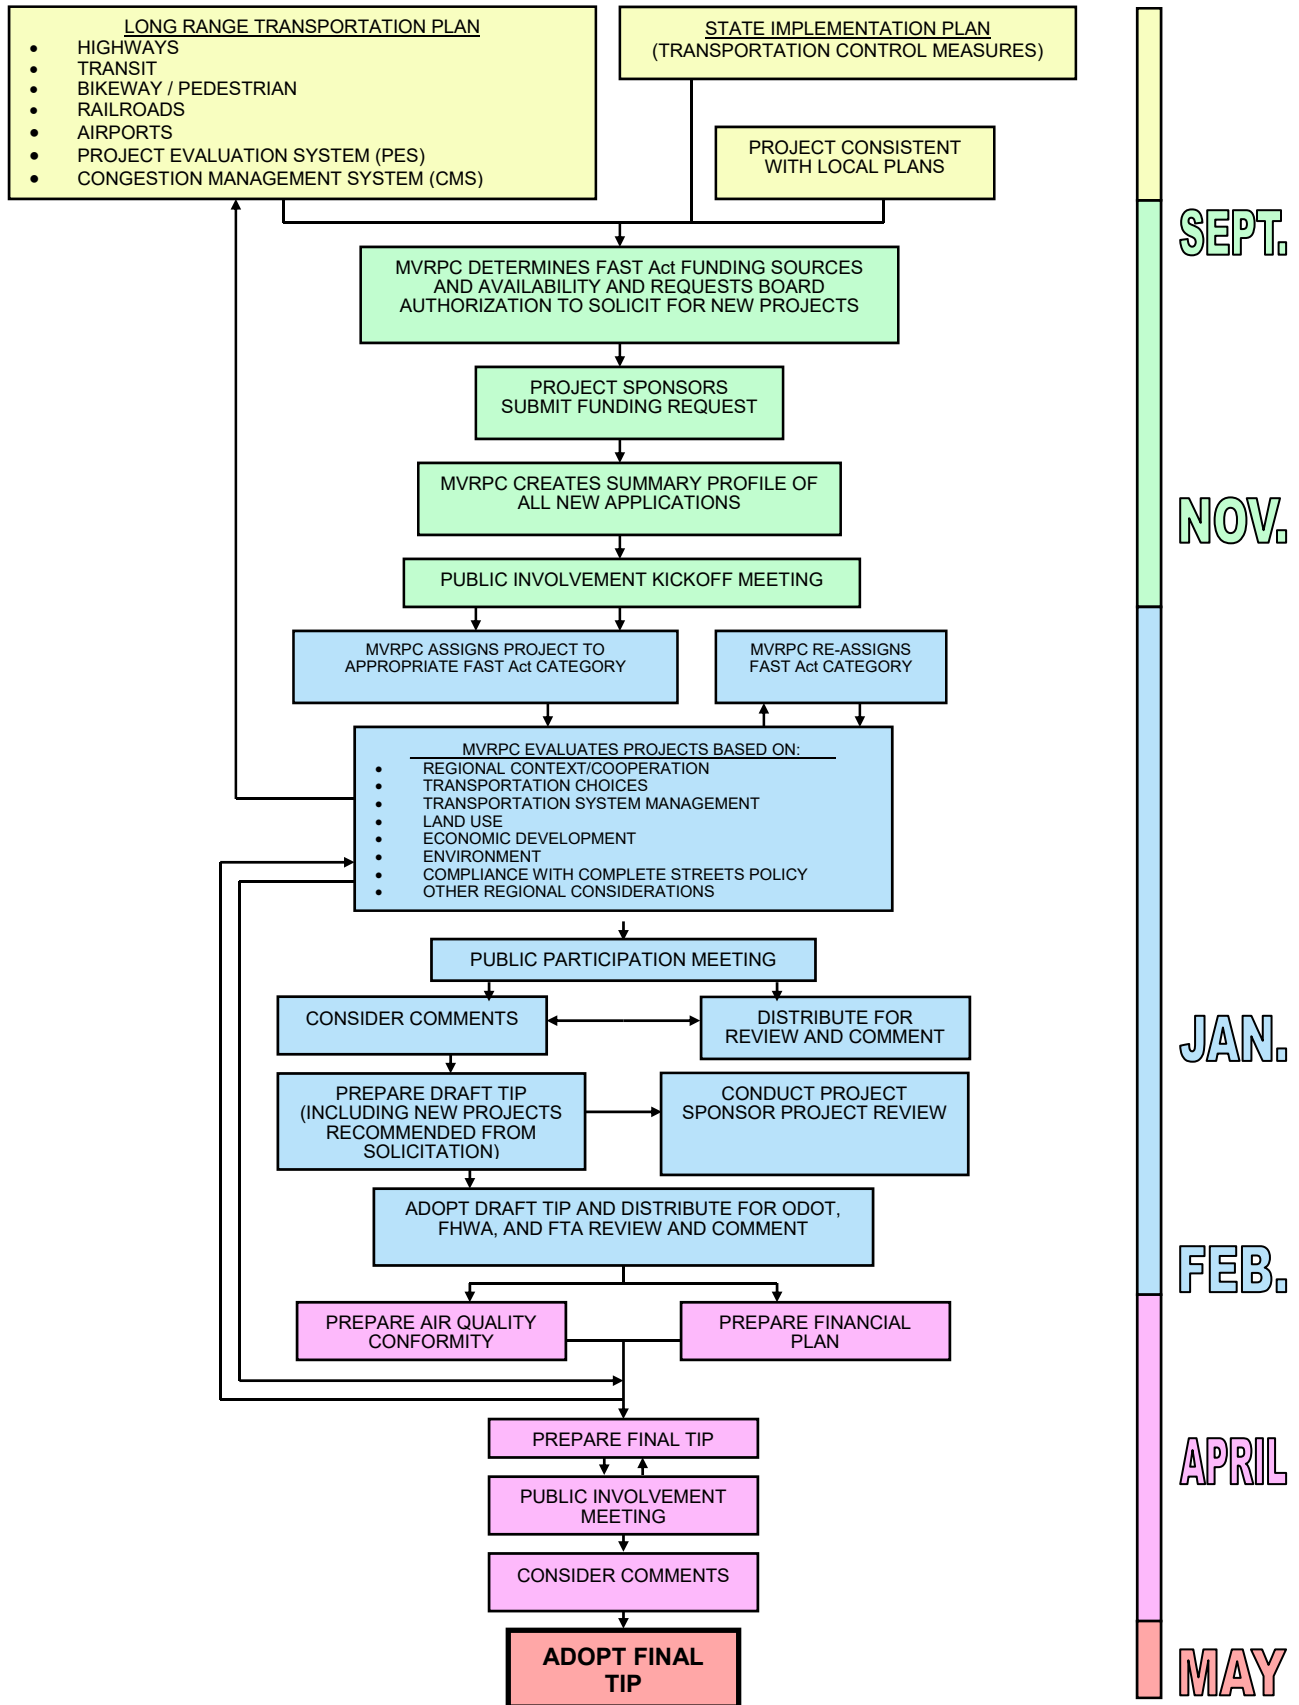 LONG RANGE TRANSPORTATION PLAN
• HIGHWAYS
• TRANSIT
• BIKEWAY / PEDESTRIAN
• RAILROADS
• AIRPORTS
• PROJECT EVALUATION SYSTEM (PES)
• CONGESTION MANAGEMENT SYSTEM (CMS)
STATE IMPLEMENTATION PLAN
(TRANSPORTATION CONTROL MEASURES)
PROJECT CONSISTENT
WITH LOCAL PLANS
SEPT.
MVRPC DETERMINES FAST Act FUNDING SOURCES
AND AVAILABILITY AND REQUESTS BOARD
AUTHORIZATION TO SOLICIT FOR NEW PROJECTS
PROJECT SPONSORS
SUBMIT FUNDING REQUEST
MVRPC CREATES SUMMARY PROFILE OF
ALL NEW APPLICATIONS
NOV.
PUBLIC INVOLVEMENT KICKOFF MEETING
MVRPC ASSIGNS PROJECT TO
APPROPRIATE FAST Act CATEGORY
MVRPC RE-ASSIGNS
FAST Act CATEGORY
MVRPC EVALUATES PROJECTS BASED ON:
• REGIONAL CONTEXT/COOPERATION
• TRANSPORTATION CHOICES
• TRANSPORTATION SYSTEM MANAGEMENT
• LAND USE
• ECONOMIC DEVELOPMENT
• ENVIRONMENT
• COMPLIANCE WITH COMPLETE STREETS POLICY
• OTHER REGIONAL CONSIDERATIONS
PUBLIC PARTICIPATION MEETING
CONSIDER COMMENTS
DISTRIBUTE FOR
REVIEW AND COMMENT
JAN.
PREPARE DRAFT TIP
(INCLUDING NEW PROJECTS
RECOMMENDED FROM
SOLICITATION)
CONDUCT PROJECT
SPONSOR PROJECT REVIEW
ADOPT DRAFT TIP AND DISTRIBUTE FOR ODOT,
FHWA, AND FTA REVIEW AND COMMENT
FEB.
PREPARE AIR QUALITY
CONFORMITY
PREPARE FINANCIAL
PLAN
PREPARE FINAL TIP
APRIL
PUBLIC INVOLVEMENT
MEETING
CONSIDER COMMENTS
ADOPT FINAL
TIP
MAY